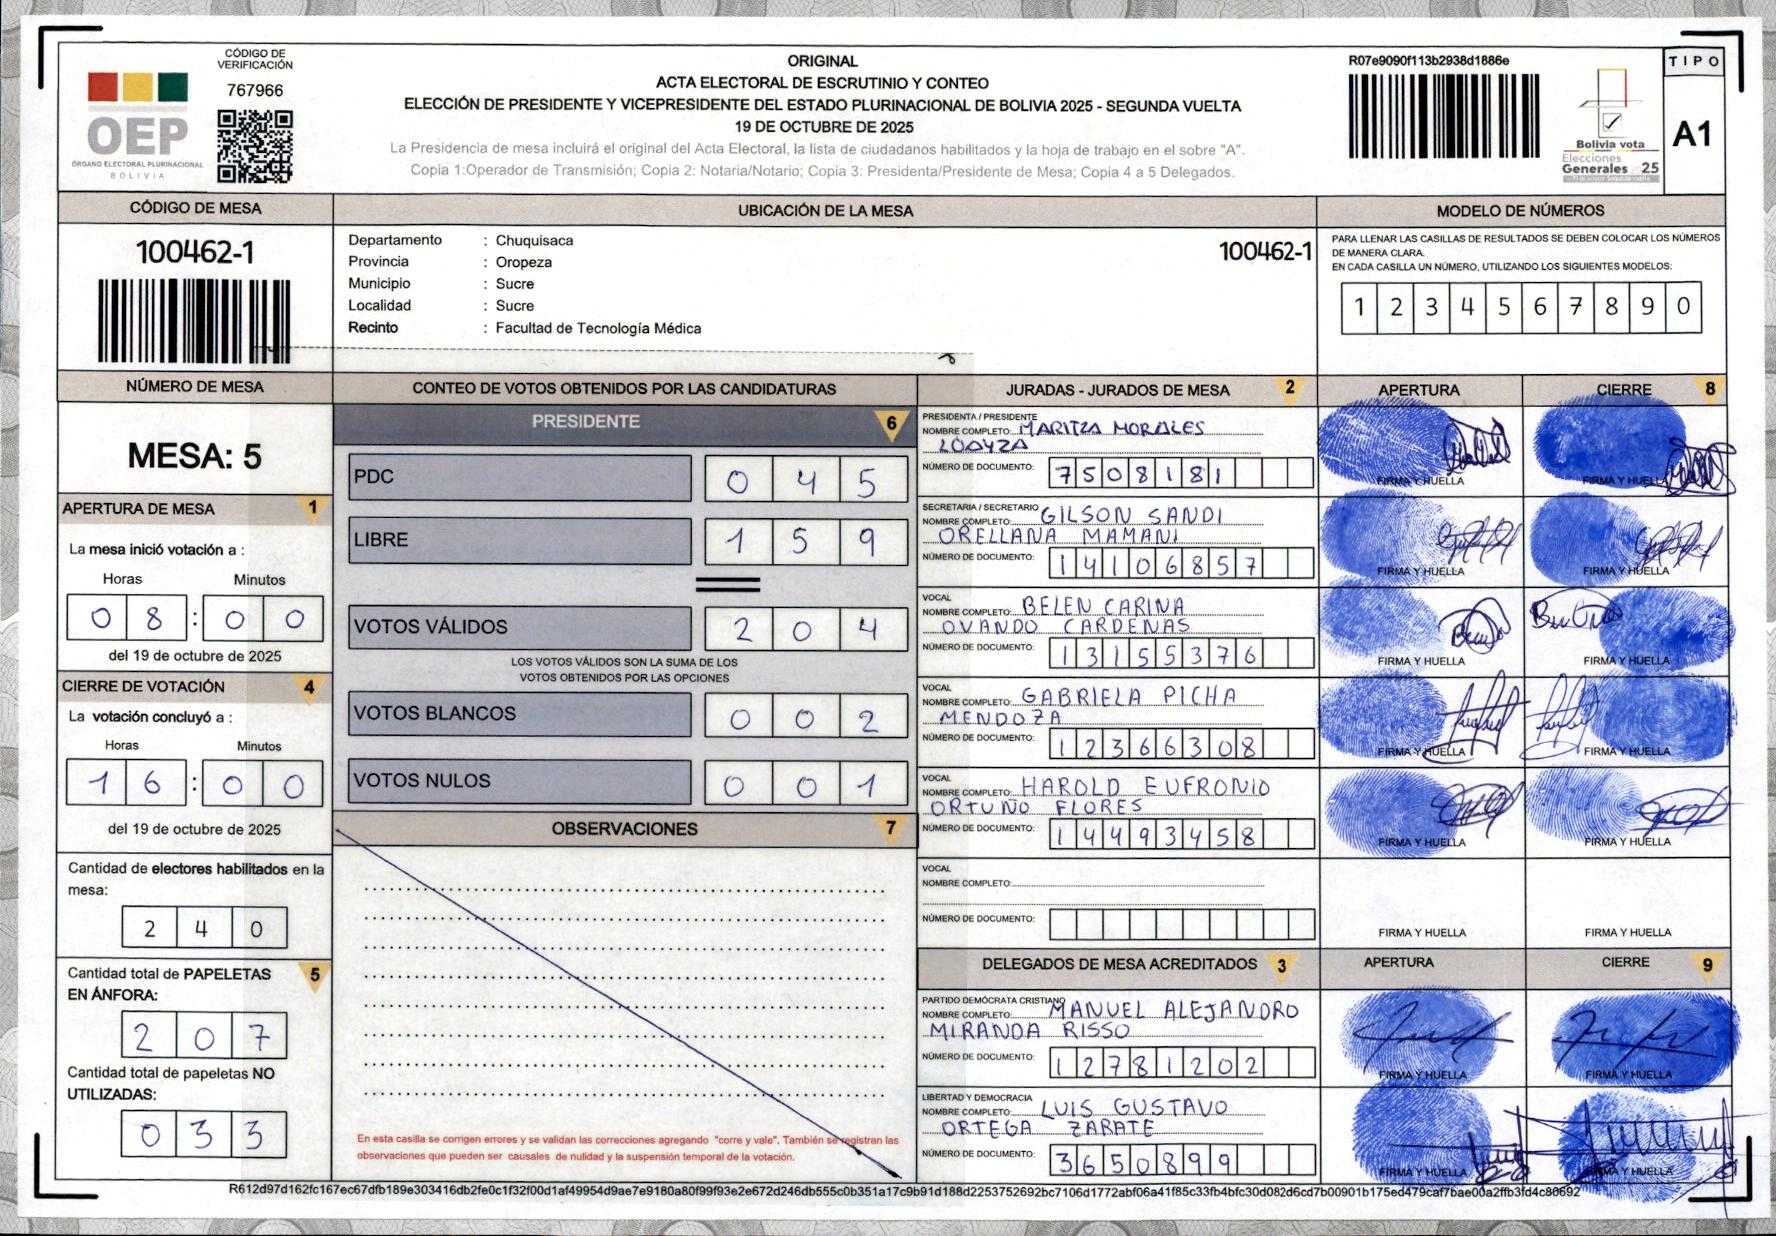 CÓDIGO DE
VERIFICACIÓN
767966
OEP
ÓRGANO ELECTORAL PLURINACIONAL
BOLIVIA
ORIGINAL
ACTA ELECTORAL DE ESCRUTINIO Y CONTEO
ELECCIÓN DE PRESIDENTE Y VICEPRESIDENTE DEL ESTADO PLURINACIONAL DE BOLIVIA 2025 - SEGUNDA VUELTA
19 DE OCTUBRE DE 2025
La Presidencia de mesa incluirá el original del Acta Electoral, la lista de ciudadanos habilitados y la hoja de trabajo en el sobre "A".
Copia 1:Operador de Transmisión; Copia 2: Notaria/Notario; Copia 3: Presidenta/Presidente de Mesa; Copia 4 a 5 Delegados.
R07e9090f113b2938d1886e
Bolivia vota
Elecciones
Generales 25
TIPO
A1
CÓDIGO DE MESA
100462-1
UBICACIÓN DE LA MESA
Departamento : Chuquisaca
Provincia : Oropeza
Municipio : Sucre
Localidad : Sucre
Recinto : Facultad de Tecnología Médica
100462-1
MODELO DE NÚMEROS
PARA LLENAR LAS CASILLAS DE RESULTADOS SE DEBEN COLOCAR LOS NÚMEROS
DE MANERA CLARA.
EN CADA CASILLA UN NÚMERO, UTILIZANDO LOS SIGUIENTES MODELOS:
1 2 3 4 5 6 7 8 9 0
NÚMERO DE MESA
MESA: 5
APERTURA DE MESA 1
La mesa inició votación a :
Horas Minutos
0 8 : 0 0
del 19 de octubre de 2025
CIERRE DE VOTACIÓN 4
La votación concluyó a :
Horas Minutos
1 6 : 0 0
del 19 de octubre de 2025
Cantidad de electores habilitados en la
mesa:
2 4 0
Cantidad total de PAPELETAS 5
EN ÁNFORA:
2 0 7
Cantidad total de papeletas NO
UTILIZADAS:
0 3 3
CONTEO DE VOTOS OBTENIDOS POR LAS CANDIDATURAS
PRESIDENTE 6
PDC 0 4 5
LIBRE 1 5 9
VOTOS VÁLIDOS 2 0 4
LOS VOTOS VÁLIDOS SON LA SUMA DE LOS
VOTOS OBTENIDOS POR LAS OPCIONES
VOTOS BLANCOS 0 0 2
VOTOS NULOS 0 0 1
OBSERVACIONES 7
En esta casilla se corrigen errores y se validan las correcciones agregando "corre y vale". También se registran las
observaciones que pueden ser causales de nulidad y la suspensión temporal de la votación.
JURADAS - JURADOS DE MESA 2 APERTURA CIERRE 8
PRESIDENTA / PRESIDENTE
NOMBRE COMPLETO: MARITZA MORALES
LOAYZA
NÚMERO DE DOCUMENTO: 7508181
FIRMA Y HUELLA FIRMA Y HUELLA
SECRETARIA / SECRETARIO
NOMBRE COMPLETO: GILSON SANDI
ORELLANA MAMANI
NÚMERO DE DOCUMENTO: 14106857
FIRMA Y HUELLA FIRMA Y HUELLA
VOCAL
NOMBRE COMPLETO: BELEN CARINA
OVANDO CARDENAS
NÚMERO DE DOCUMENTO: 13155376
FIRMA Y HUELLA FIRMA Y HUELLA
VOCAL
NOMBRE COMPLETO: GABRIELA PICHA
MENDOZA
NÚMERO DE DOCUMENTO: 12366308
FIRMA Y HUELLA FIRMA Y HUELLA
VOCAL
NOMBRE COMPLETO: HAROLD EUFRONIO
ORTUÑO FLORES
NÚMERO DE DOCUMENTO: 14493458
FIRMA Y HUELLA FIRMA Y HUELLA
VOCAL
NOMBRE COMPLETO:
NÚMERO DE DOCUMENTO:
FIRMA Y HUELLA FIRMA Y HUELLA
DELEGADOS DE MESA ACREDITADOS 3 APERTURA CIERRE 9
PARTIDO DEMÓCRATA CRISTIANO
NOMBRE COMPLETO: MANUEL ALEJANDRO
MIRANDA RISSO
NÚMERO DE DOCUMENTO: 12781202
FIRMA Y HUELLA FIRMA Y HUELLA
LIBERTAD Y DEMOCRACIA
NOMBRE COMPLETO: LUIS GUSTAVO
ORTEGA ZARATE
NÚMERO DE DOCUMENTO: 3650899
FIRMA Y HUELLA FIRMA Y HUELLA